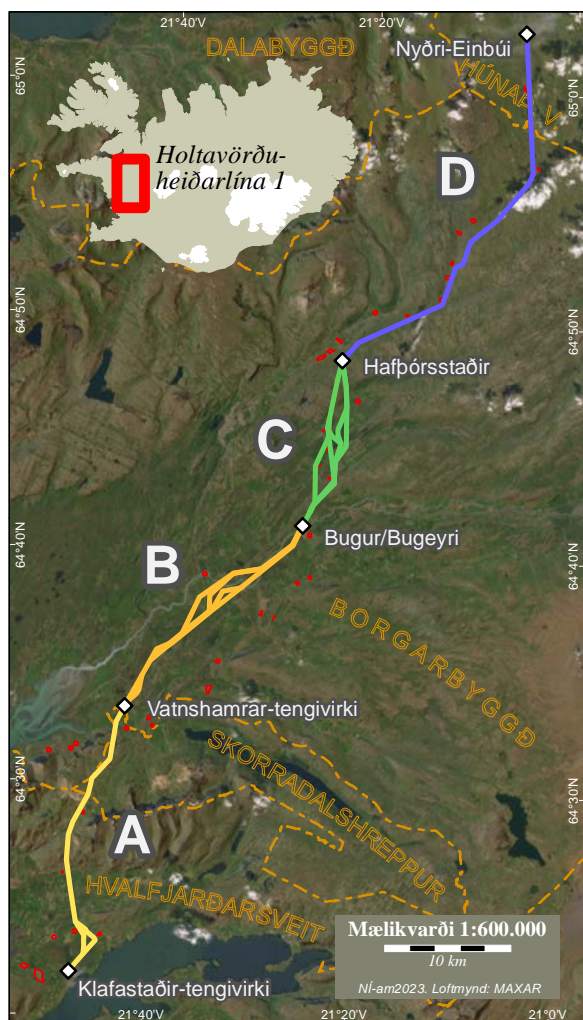 21°40'V
21°20'V
DALABYGGÐ
Nyðri-Einbúi
HÚNAÞ. V.
65°0'N
65°0'N
Holtavörðu-
heiðarlína 1
D
64°50'N
64°50'N
Hafþórsstaðir
C
Bugur/Bugeyri
64°40'N
64°40'N
B
BORGARBYGGÐ
Vatnshamrar-tengivirki
SKORRADALSHREPPUR
64°30'N
64°30'N
A
HVALFJARÐARSVEIT
Mælikvarði 1:600.000
10 km
Klafastaðir-tengivirki
NÍ-am2023. Loftmynd: MAXAR
21°40'V
21°20'V
21°0'V